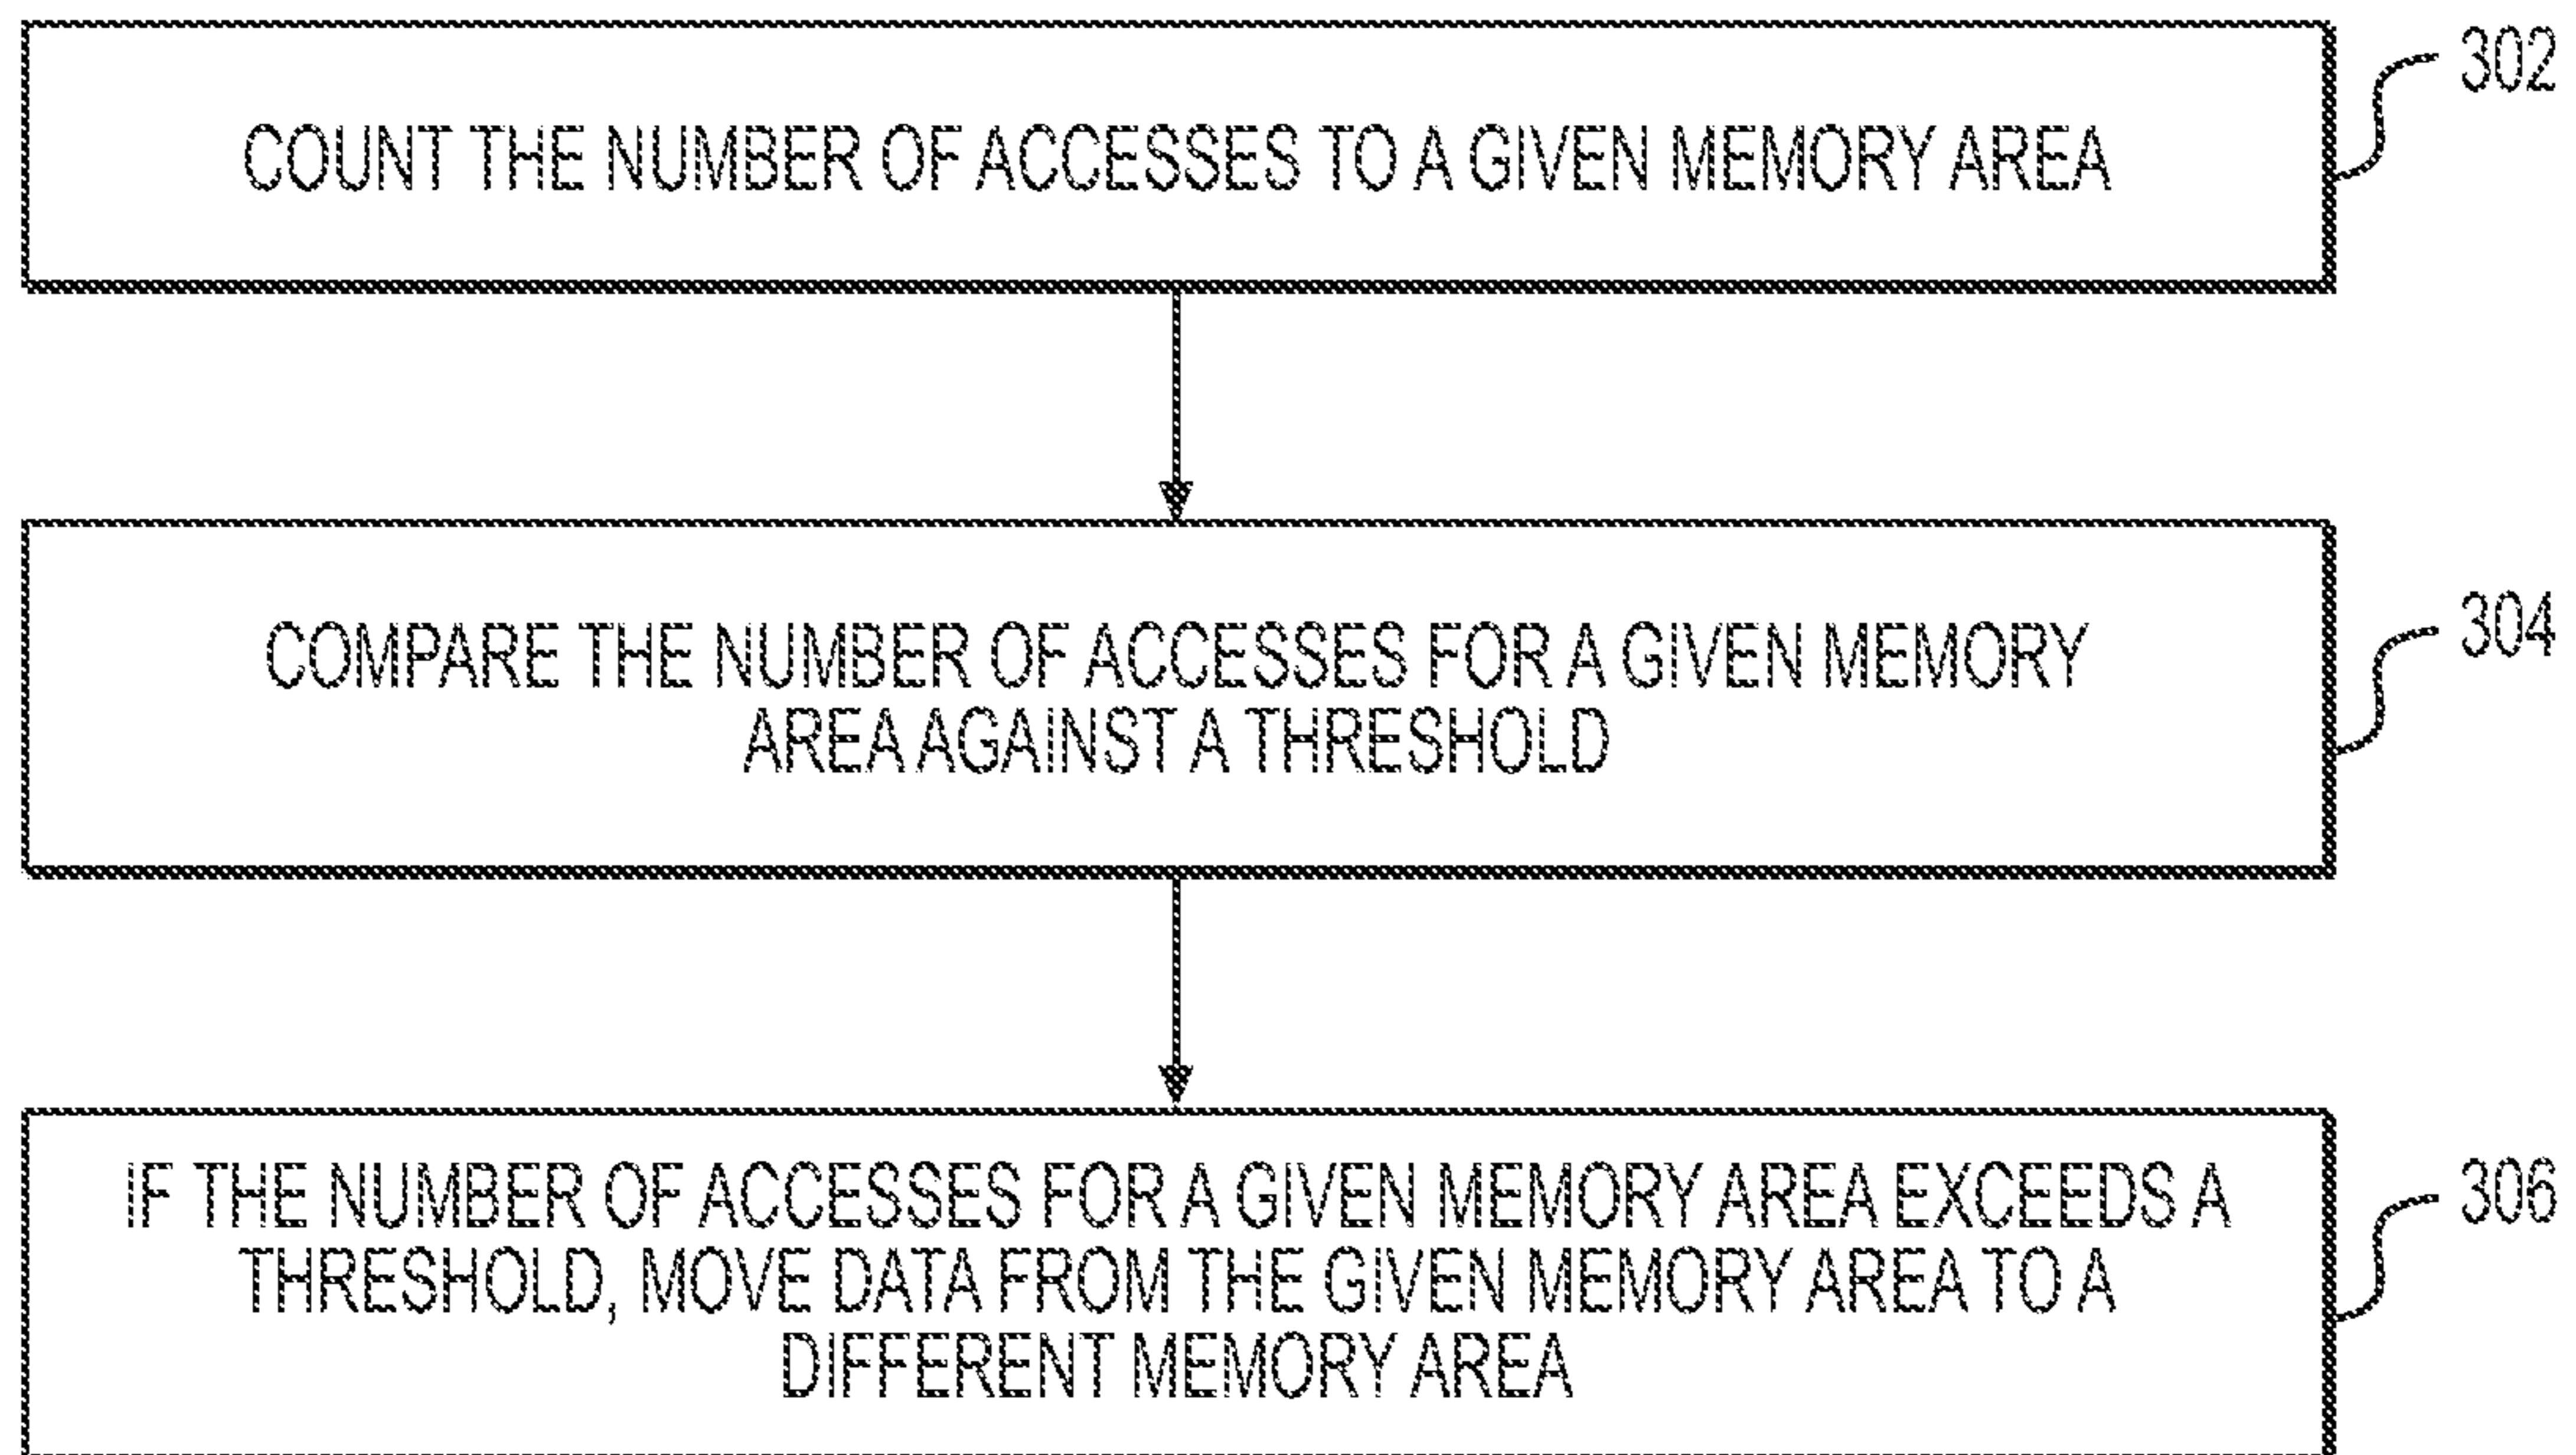 302
COUNT THE NUMBER OF ACCESSES TO A GIVEN MEMORY AREA
304
COMPARE THE NUMBER OF ACCESSES FOR A GIVEN MEMORY
AREA AGAINST A THRESHOLD
306
IF THE NUMBER OF ACCESSES FOR A GIVEN MEMORY AREA EXCEEDS A
THRESHOLD, MOVE DATA FROM THE GIVEN MEMORY AREA TO A
DIFFERENT MEMORY AREA